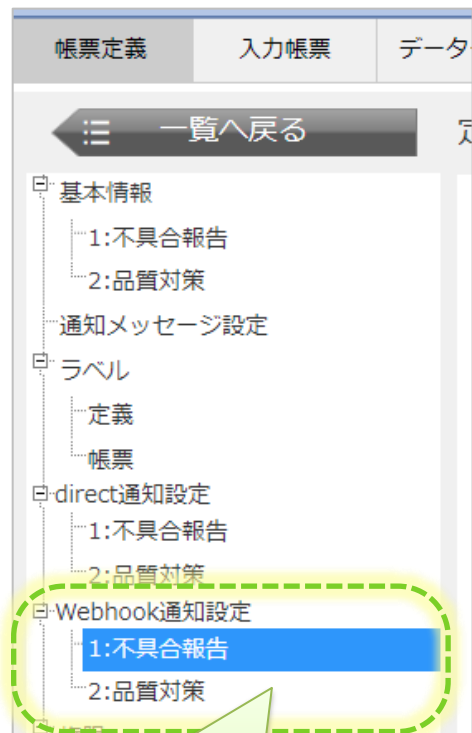 帳票定義 入力帳票 データ
一覧へ戻る
基本情報
1:不具合報告
2:品質対策
通知メッセージ設定
ラベル
定義
帳票
direct通知設定
1:不具合報告
2:品質対策
Webhook通知設定
1:不具合報告
2:品質対策